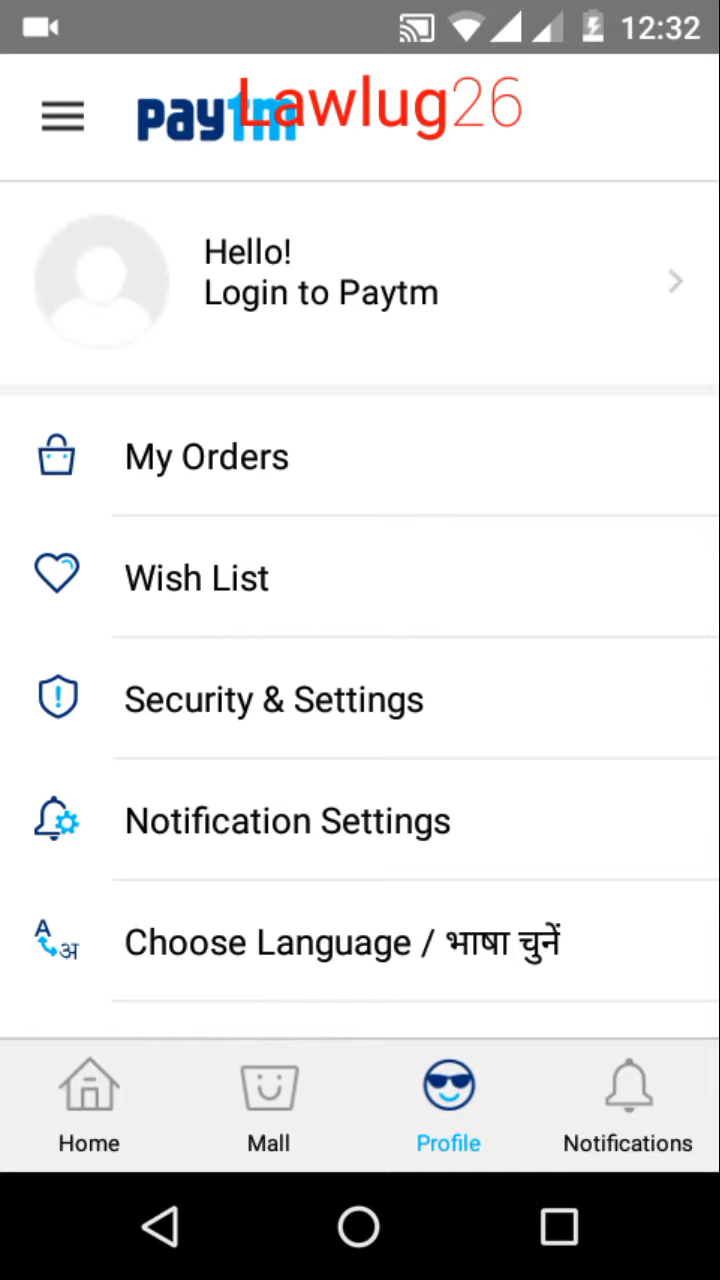 12:32
paytm
Lawlug26
Hello!
Login to Paytm
My Orders
Wish List
Security & Settings
Notification Settings
A अ
Choose Language / भाषा चुनें
Home
Mall
Profile
Notifications